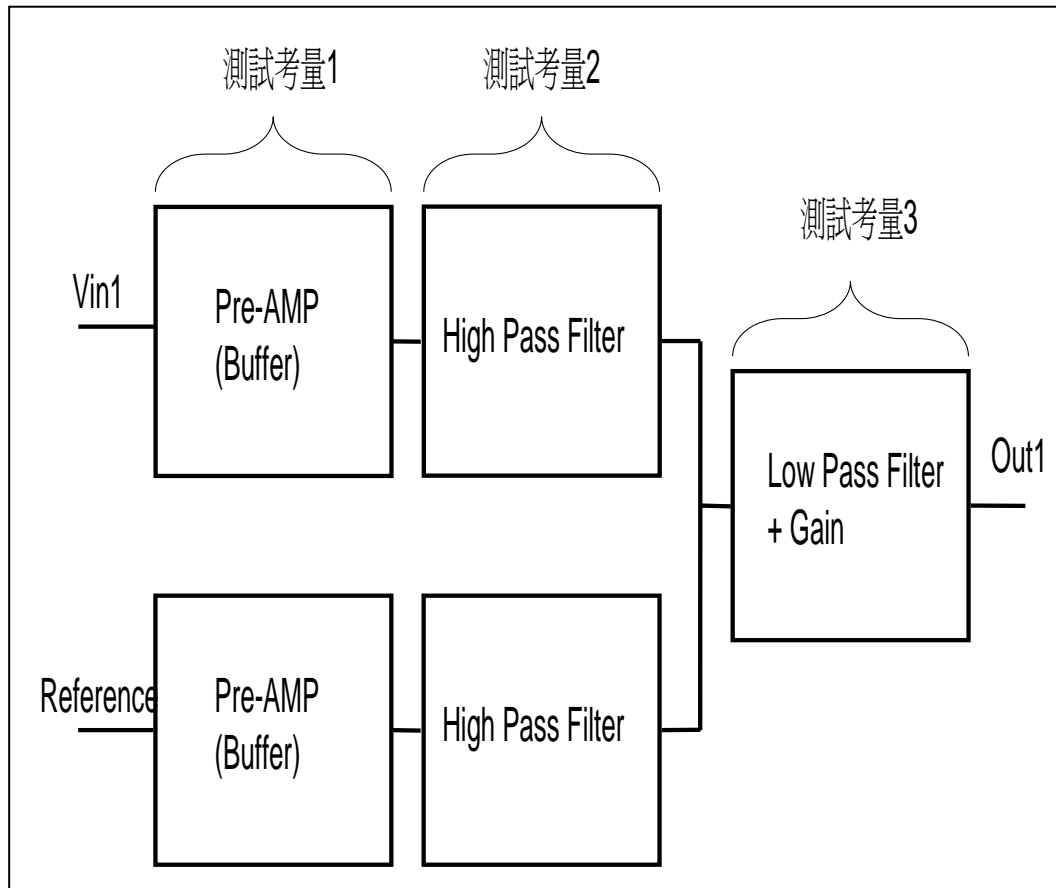 測試考量1
測試考量2
測試考量3
Vin1
Pre-AMP
(Buffer)
High Pass Filter
Low Pass Filter
+ Gain
Out1
Reference
Pre-AMP
(Buffer)
High Pass Filter